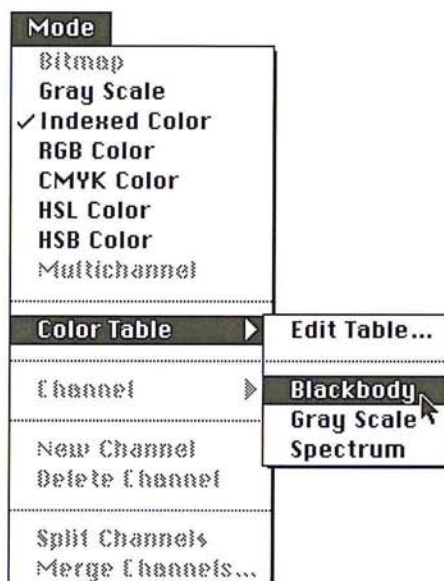 Mode
Bitmap
Gray Scale
✓Indexed Color
RGB Color
CMYK Color
HSL Color
HSB Color
Multichannel
Color Table
Edit Table...
Blackbody
Gray Scale
Spectrum
Channel
New Channel
Delete Channel
Split Channels
Merge Channels...